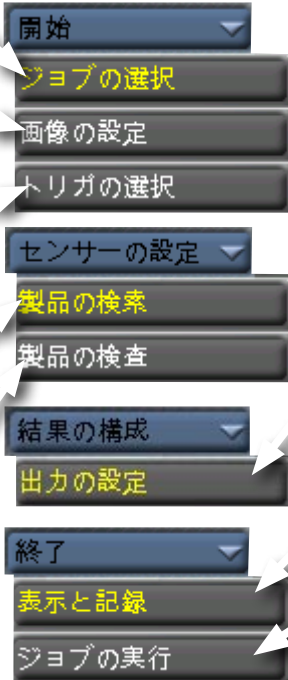 開始
ジョブの選択
画像の設定
トリガの選択
センサーの設定
製品の検索
製品の検査
結果の構成
出力の設定
終了
表示と記録
ジョブの実行